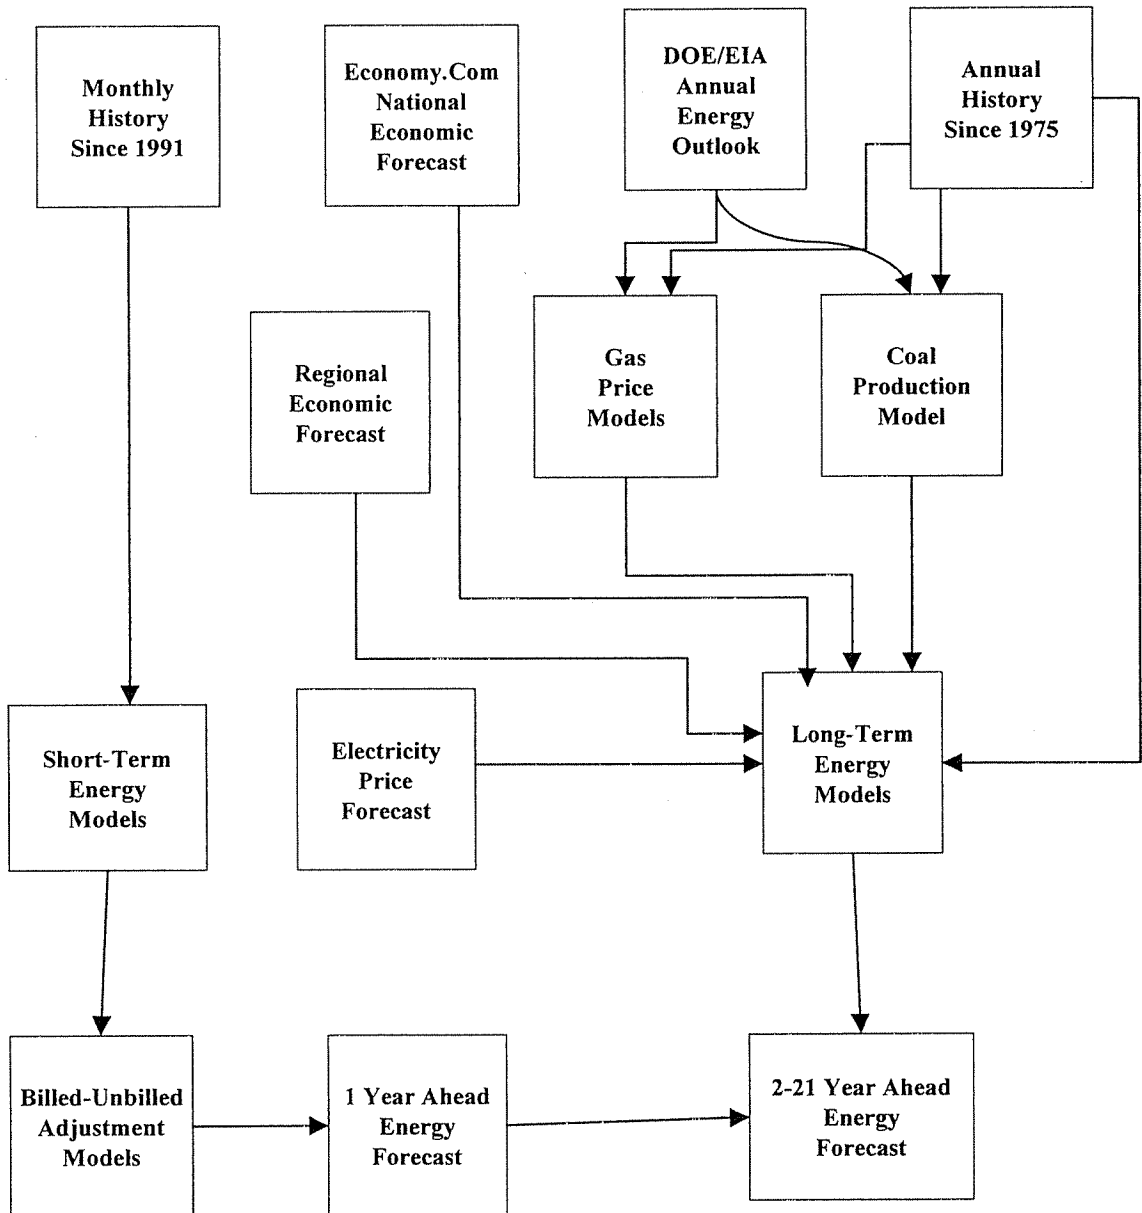 Monthly
History
Since 1991
Economy.Com
National
Economic
Forecast
DOE/EIA
Annual
Energy
Outlook
Annual
History
Since 1975
Regional
Economic
Forecast
Gas
Price
Models
Coal
Production
Model
Short-Term
Energy
Models
Electricity
Price
Forecast
Long-Term
Energy
Models
Billed-Unbilled
Adjustment
Models
1 Year Ahead
Energy
Forecast
2-21 Year Ahead
Energy
Forecast